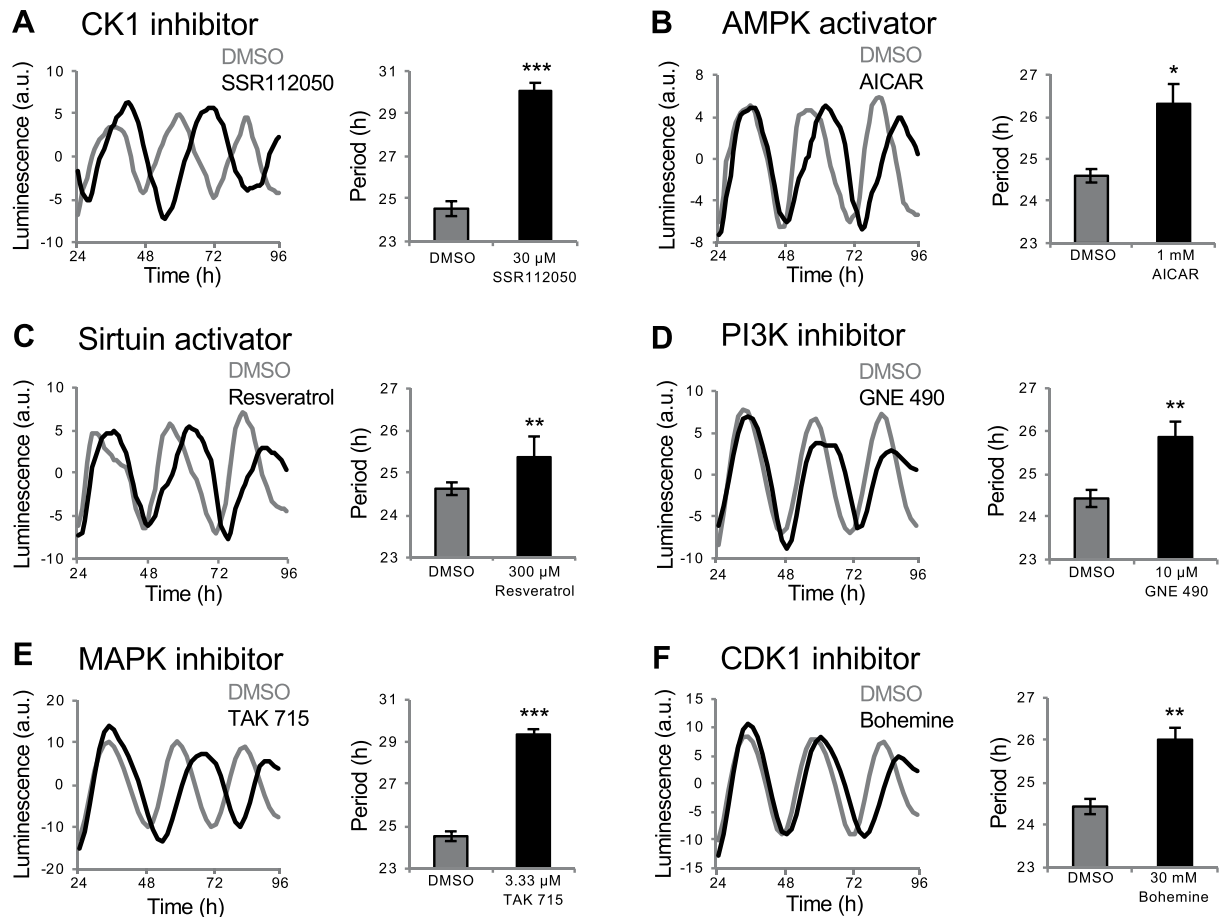 A CK1 inhibitor
DMSO
SSR112050
Luminescence (a.u.)
10
5
0
-5
-10
24 48 72 96
Time (h)
Period (h)
31
29
27
25
23
***
DMSO 30 µM
SSR112050
B AMPK activator
DMSO
AICAR
Luminescence (a.u.)
8
4
0
-4
-8
24 48 72 96
Time (h)
Period (h)
27
26
25
24
23
*
DMSO 1 mM
AICAR
C Sirtuin activator
DMSO
Resveratrol
Luminescence (a.u.)
10
5
0
-5
-10
24 48 72 96
Time (h)
Period (h)
27
26
25
24
23
**
DMSO 300 µM
Resveratrol
D PI3K inhibitor
DMSO
GNE 490
Luminescence (a.u.)
10
5
0
-5
-10
24 48 72 96
Time (h)
Period (h)
27
26
25
24
23
**
DMSO 10 µM
GNE 490
E MAPK inhibitor
DMSO
TAK 715
Luminescence (a.u.)
20
10
0
-10
-20
24 48 72 96
Time (h)
Period (h)
31
29
27
25
23
***
DMSO 3.33 µM
TAK 715
F CDK1 inhibitor
DMSO
Bohemine
Luminescence (a.u.)
15
10
5
0
-5
-10
-15
24 48 72 96
Time (h)
Period (h)
27
26
25
24
23
**
DMSO 30 mM
Bohemine